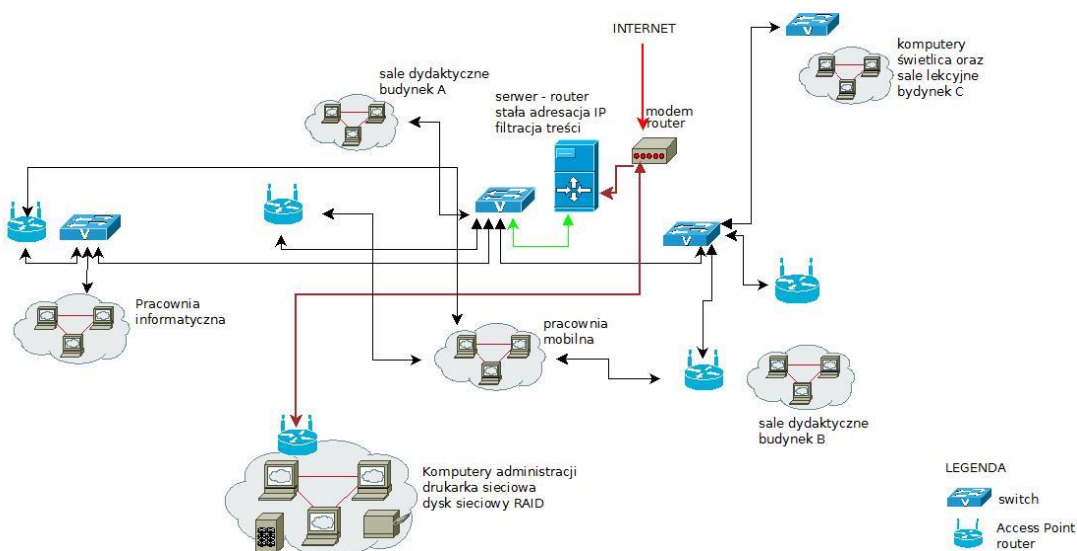 INTERNET
komputery
świetlica oraz
sale lekcyjne
bydynek C
sale dydaktyczne
budynek A
serwer - router
stała adresacja IP
filtracja treści
modem
router
V
V
V
V
Pracownia
informatyczna
pracownia
mobilna
sale dydaktyczne
budynek B
Komputery administracji
drukarka sieciowa
dysk sieciowy RAID
LEGENDA
V
switch
Access Point
router